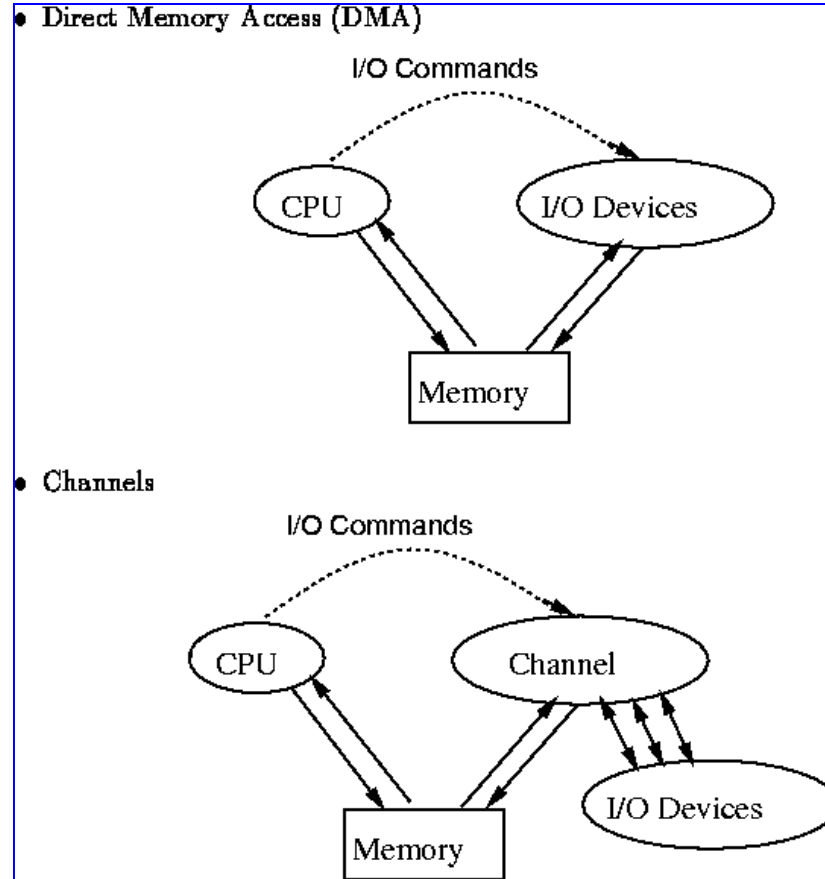 • Direct Memory Access (DMA)
I/O Commands
CPU
I/O Devices
Memory
• Channels
I/O Commands
CPU
Channel
I/O Devices
Memory